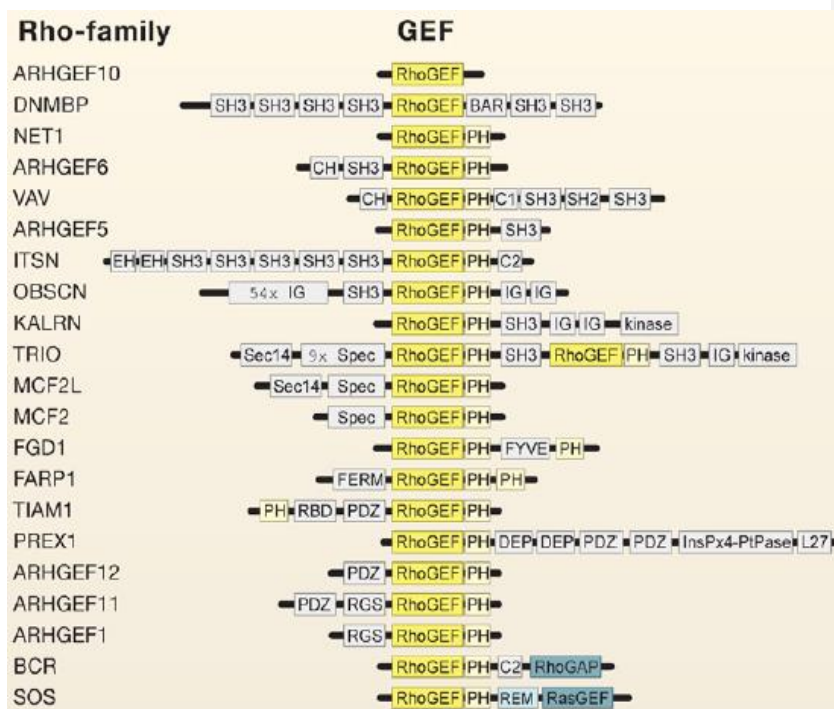 Rho-family GEF
ARHGEF10 RhoGEF
DNMBP SH3 SH3 SH3 SH3 RhoGEF BAR SH3 SH3
NET1 RhoGEF PH
ARHGEF6 CH SH3 RhoGEF PH
VAV CH RhoGEF PH C1 SH3 SH2 SH3
ARHGEF5 RhoGEF PH SH3
ITSN EH EH SH3 SH3 SH3 SH3 SH3 RhoGEF PH C2
OBSCN 54x IG SH3 RhoGEF PH IG IG
KALRN RhoGEF PH SH3 IG IG kinase
TRIO Sec14 9x Spec RhoGEF PH SH3 RhoGEF PH SH3 IG kinase
MCF2L Sec14 Spec RhoGEF PH
MCF2 Spec RhoGEF PH
FGD1 RhoGEF PH FYVE PH
FARP1 FERM RhoGEF PH PH
TIAM1 PH RBD PDZ RhoGEF PH
PREX1 RhoGEF PH DEP DEP PDZ PDZ InsPx4-PtPase L27
ARHGEF12 PDZ RhoGEF PH
ARHGEF11 PDZ RGS RhoGEF PH
ARHGEF1 RGS RhoGEF PH
BCR RhoGEF PH C2 RhoGAP
SOS RhoGEF PH REM RasGEF